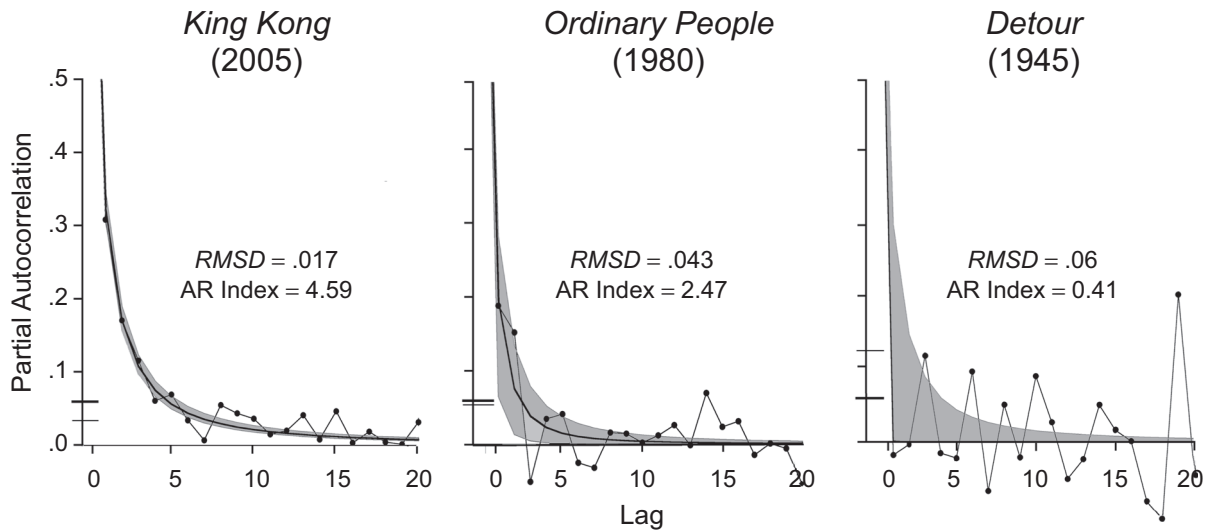 King Kong
(2005)
Ordinary People
(1980)
Detour
(1945)
Partial Autocorrelation
.5
.4
.3
.2
.1
.0
RMSD = .017
AR Index = 4.59
RMSD = .043
AR Index = 2.47
RMSD = .06
AR Index = 0.41
0 5 10 15 20
0 5 10 15 20
0 5 10 15 20
Lag